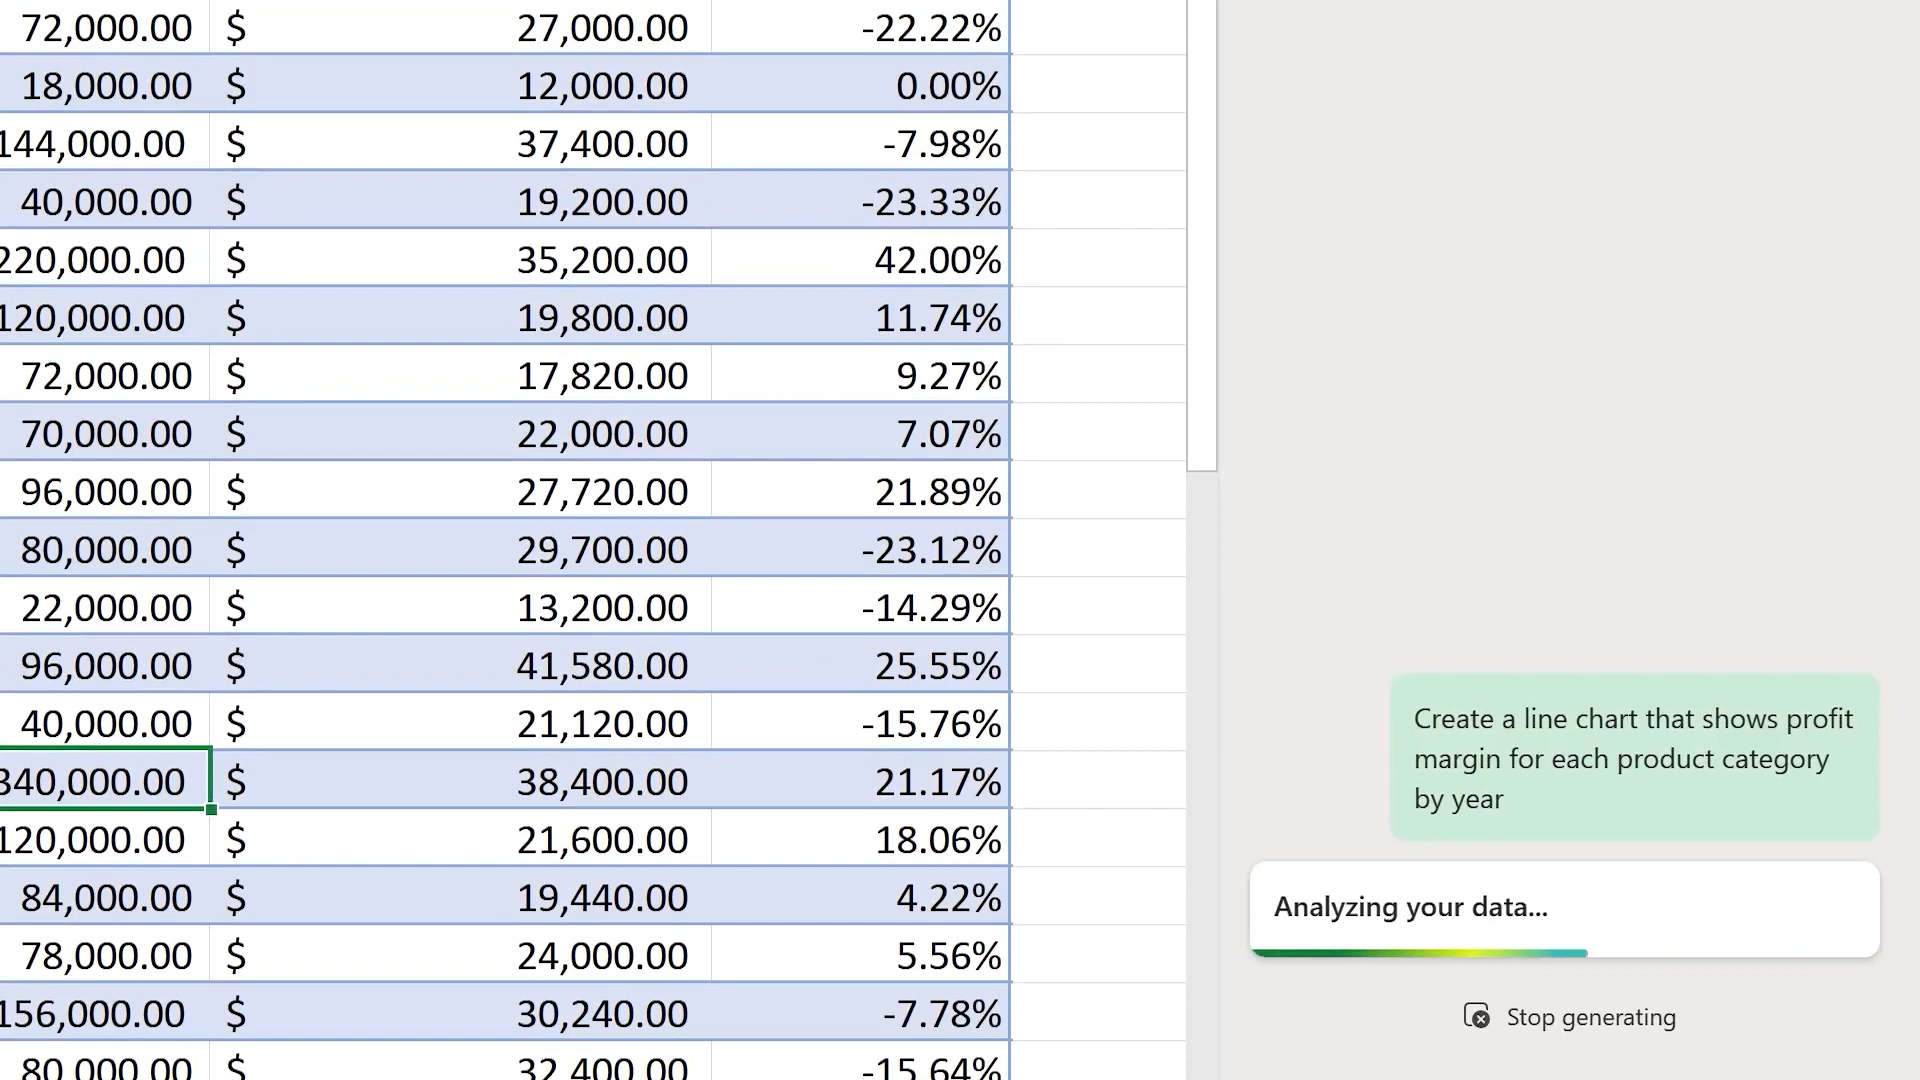 72,000.00 $ 27,000.00 -22.22%
18,000.00 $ 12,000.00 0.00%
144,000.00 $ 37,400.00 -7.98%
40,000.00 $ 19,200.00 -23.33%
220,000.00 $ 35,200.00 42.00%
120,000.00 $ 19,800.00 11.74%
72,000.00 $ 17,820.00 9.27%
70,000.00 $ 22,000.00 7.07%
96,000.00 $ 27,720.00 21.89%
80,000.00 $ 29,700.00 -23.12%
22,000.00 $ 13,200.00 -14.29%
96,000.00 $ 41,580.00 25.55%
40,000.00 $ 21,120.00 -15.76%
340,000.00 $ 38,400.00 21.17%
120,000.00 $ 21,600.00 18.06%
84,000.00 $ 19,440.00 4.22%
78,000.00 $ 24,000.00 5.56%
156,000.00 $ 30,240.00 -7.78%
80,000.00 $ 32,400.00 -15.64%
Create a line chart that shows profit
margin for each product category
by year
Analyzing your data...
Stop generating